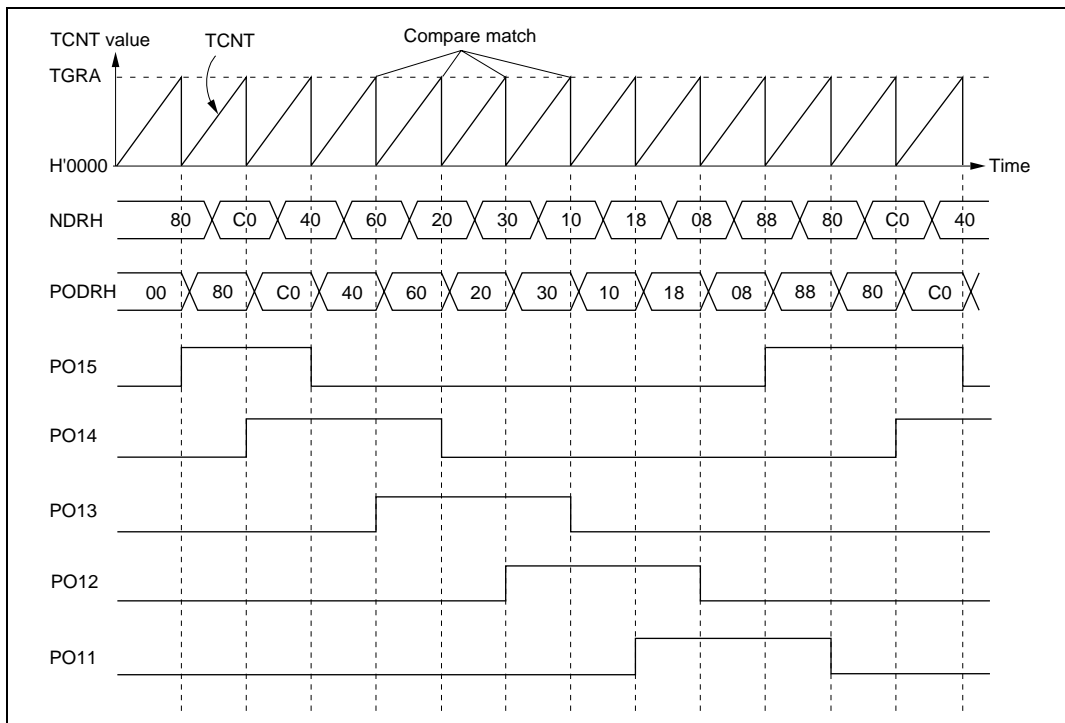 TCNT value
TCNT
Compare match
TGRA
H'0000
Time
NDRH
80 C0 40 60 20 30 10 18 08 88 80 C0 40
PODRH
00 80 C0 40 60 20 30 10 18 08 88 80 C0
PO15
PO14
PO13
PO12
PO11